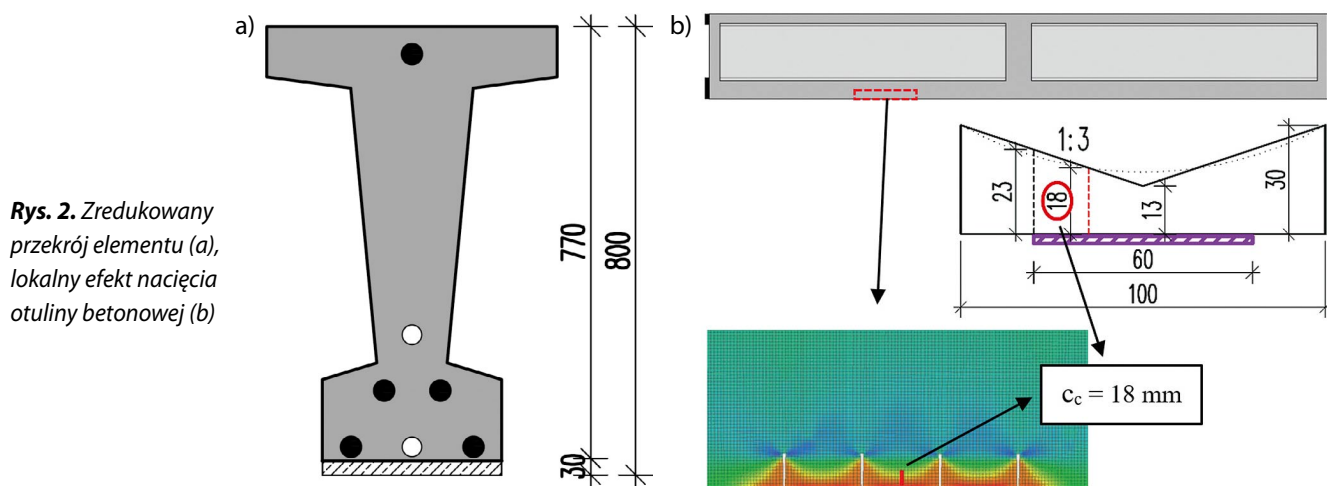 Rys. 2. Zredukowany
przekrój elementu (a),
lokalny efekt nacięcia
otuliny betonowej (b)
a)
770
800
30
b)
1:3
23
18
13
30
60
100
c_c = 18 mm